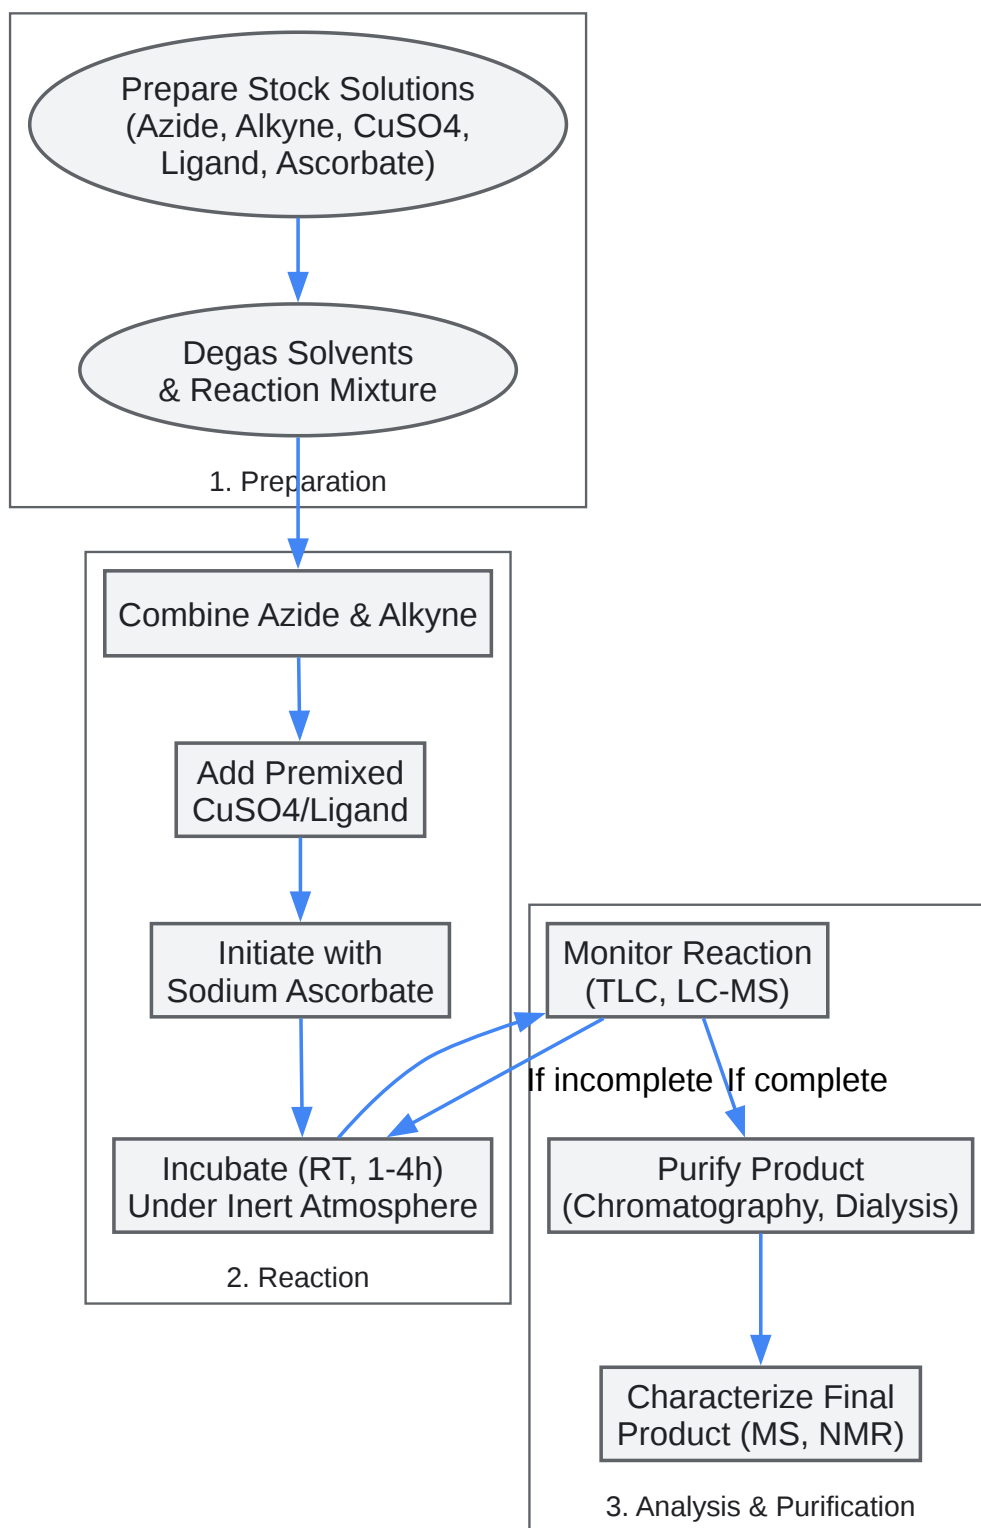 Prepare Stock Solutions
(Azide, Alkyne, CuSO4,
Ligand, Ascorbate)
Degas Solvents
& Reaction Mixture
1. Preparation
Combine Azide & Alkyne
Add Premixed
CuSO4/Ligand
Initiate with
Sodium Ascorbate
Incubate (RT, 1-4h)
Under Inert Atmosphere
2. Reaction
Monitor Reaction
(TLC, LC-MS)
If incomplete
If complete
Purify Product
(Chromatography, Dialysis)
Characterize Final
Product (MS, NMR)
3. Analysis & Purification